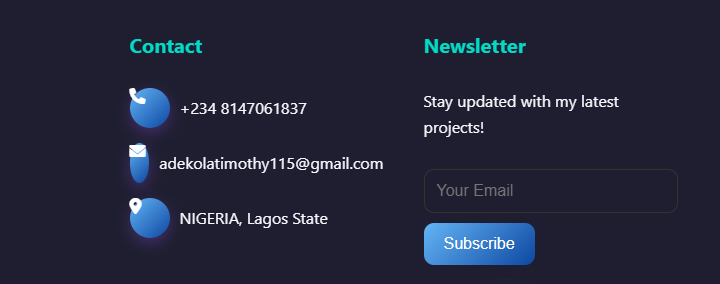 Contact
+234 8147061837
adekolatimothy115@gmail.com
NIGERIA, Lagos State
Newsletter
Stay updated with my latest
projects!
Your Email
Subscribe